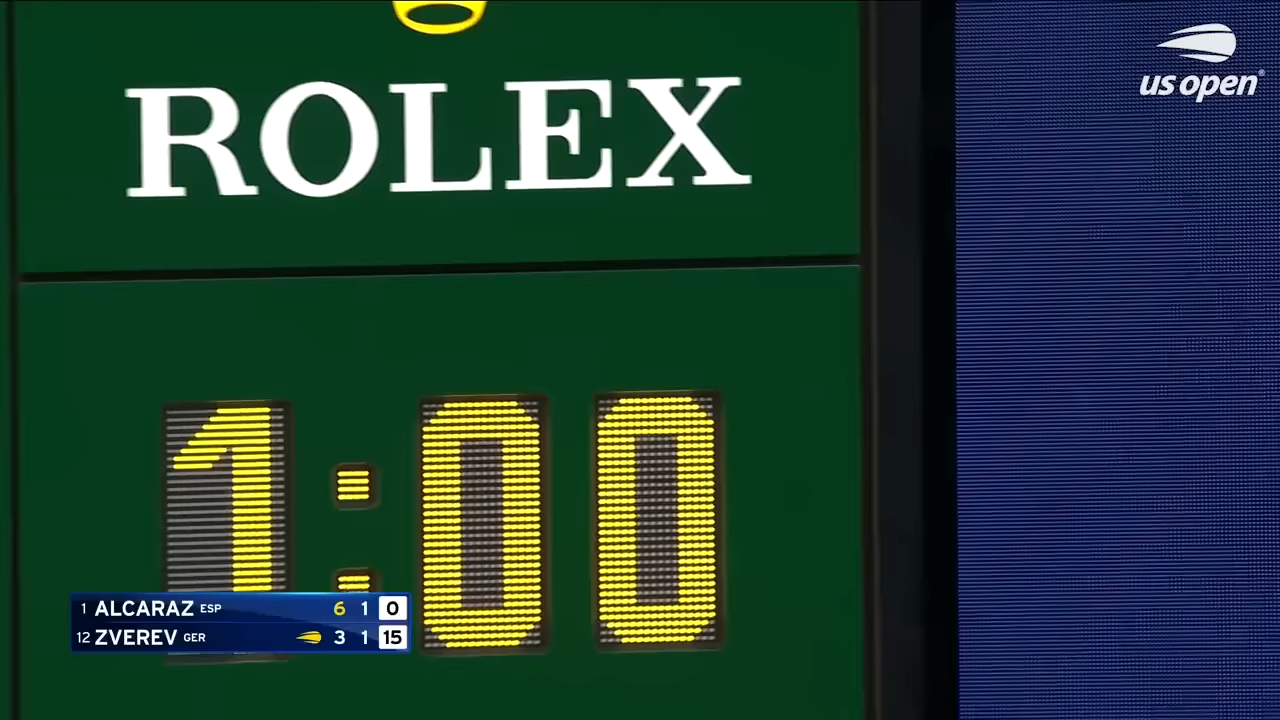 ROLEX
us open
1:00
1 ALCARAZ ESP 6 1 0
12 ZVEREV GER 3 1 15